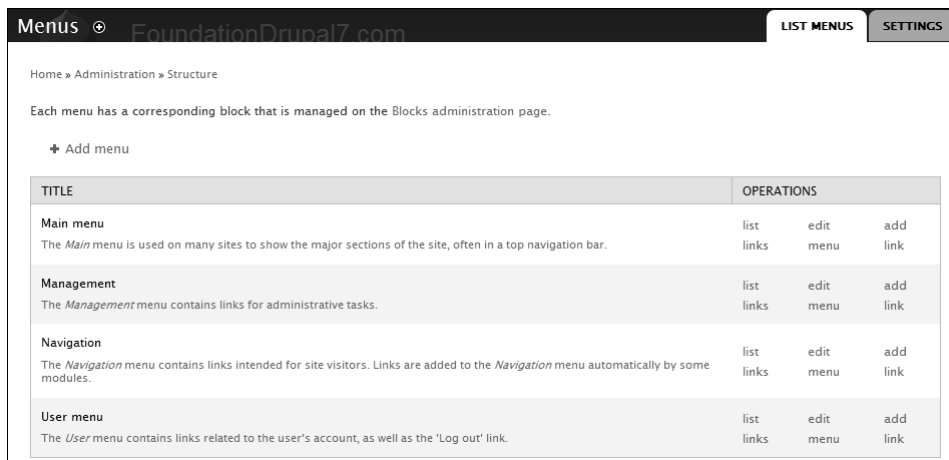 Menus
FoundationDrupal7.com
LIST MENUS
SETTINGS
Home » Administration » Structure
Each menu has a corresponding block that is managed on the Blocks administration page.
+ Add menu
TITLE
OPERATIONS
Main menu
The Main menu is used on many sites to show the major sections of the site, often in a top navigation bar.
list edit add
links menu link
Management
The Management menu contains links for administrative tasks.
list edit add
links menu link
Navigation
The Navigation menu contains links intended for site visitors. Links are added to the Navigation menu automatically by some
modules.
list edit add
links menu link
User menu
The User menu contains links related to the user's account, as well as the 'Log out' link.
list edit add
links menu link